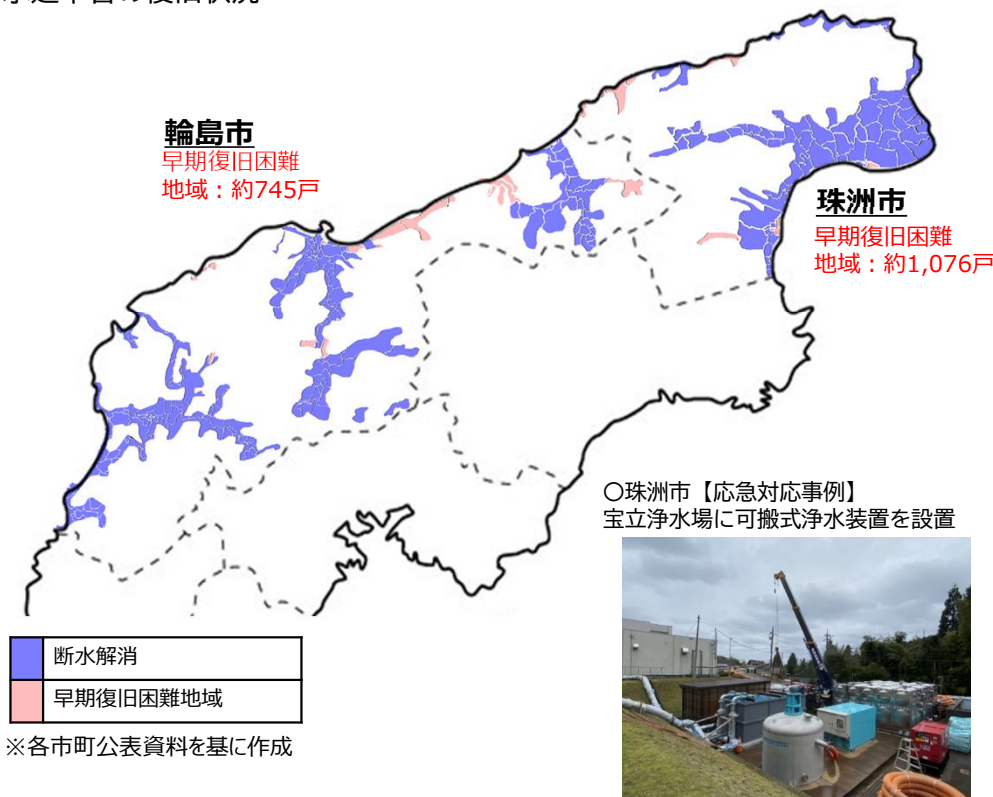 輪島市
早期復旧困難
地域：約745戸
珠洲市
早期復旧困難
地域：約1,076戸
〇珠洲市【応急対応事例】
宝立浄水場に可搬式浄水装置を設置
断水解消
早期復旧困難地域
※各市町公表資料を基に作成